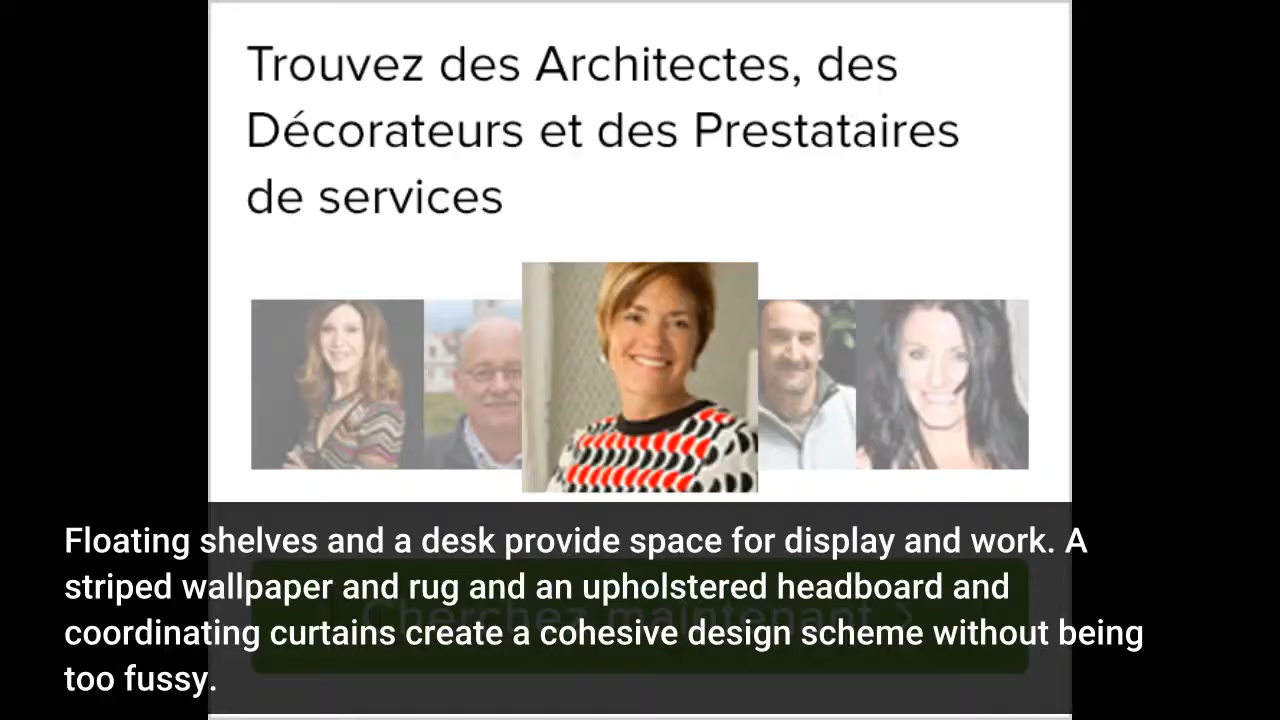 Trouvez des Architectes, des
Décorateurs et des Prestataires
de services
Floating shelves and a desk provide space for display and work. A
striped wallpaper and rug and an upholstered headboard and
Cherchez maintenant >
coordinating curtains create a cohesive design scheme without being
too fussy.